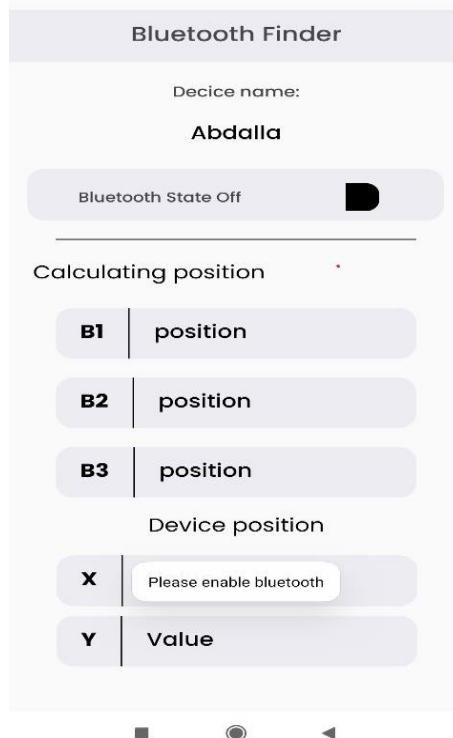 Bluetooth Finder
Decice name:
Abdalla
Bluetooth State Off
Calculating position
B1 position
B2 position
B3 position
Device position
X Please enable bluetooth
Y Value